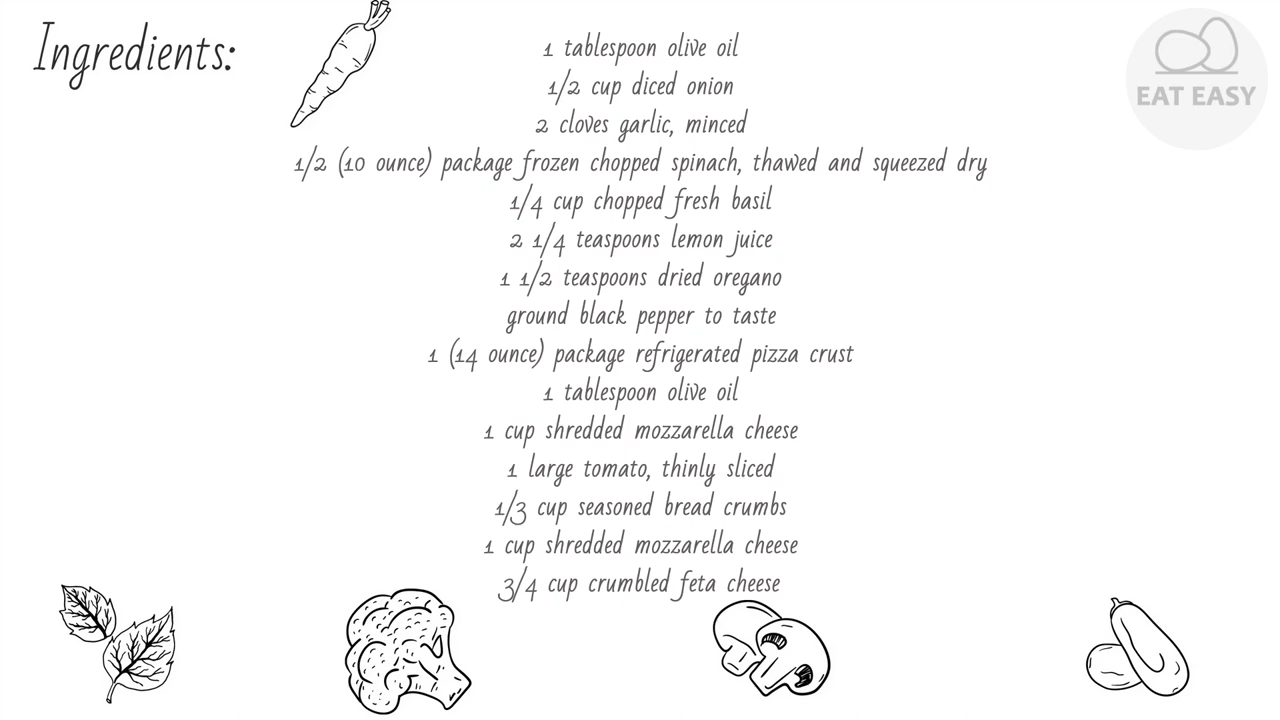 Ingredients:
EAT EASY
1 tablespoon olive oil
1/2 cup diced onion
2 cloves garlic, minced
1/2 (10 ounce) package frozen chopped spinach, thawed and squeezed dry
1/4 cup chopped fresh basil
2 1/4 teaspoons lemon juice
1 1/2 teaspoons dried oregano
ground black pepper to taste
1 (14 ounce) package refrigerated pizza crust
1 tablespoon olive oil
1 cup shredded mozzarella cheese
1 large tomato, thinly sliced
1/3 cup seasoned bread crumbs
1 cup shredded mozzarella cheese
3/4 cup crumbled feta cheese